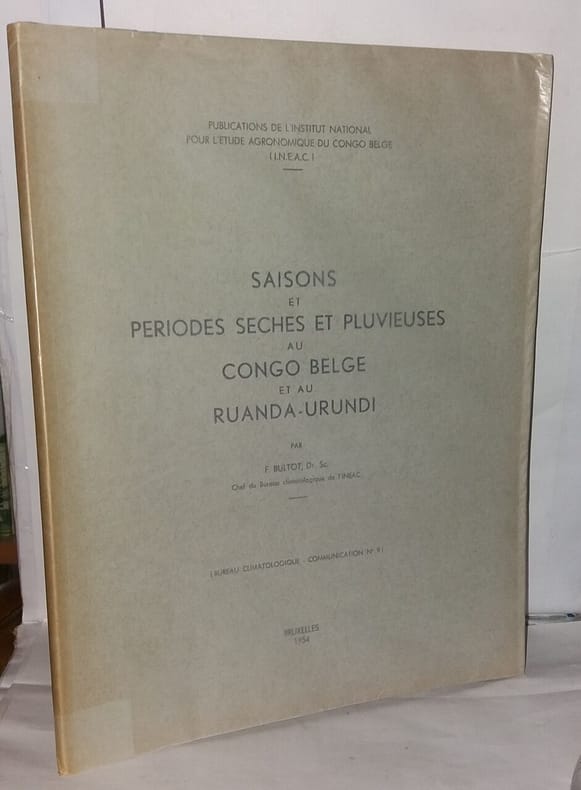 PUBLICATIONS DE L'INSTITUT NATIONAL
POUR L'ETUDE AGRONOMIQUE DU CONGO BELGE
( I.N.E.A.C. )
SAISONS
ET
PERIODES SECHES ET PLUVIEUSES
AU
CONGO BELGE
ET AU
RUANDA-URUNDI
PAR
F. BULTOT, Dr. Sc.
Chef du Bureau climatologique de l'INEAC.
( BUREAU CLIMATOLOGIQUE - COMMUNICATION N° 9 )
BRUXELLES
1954